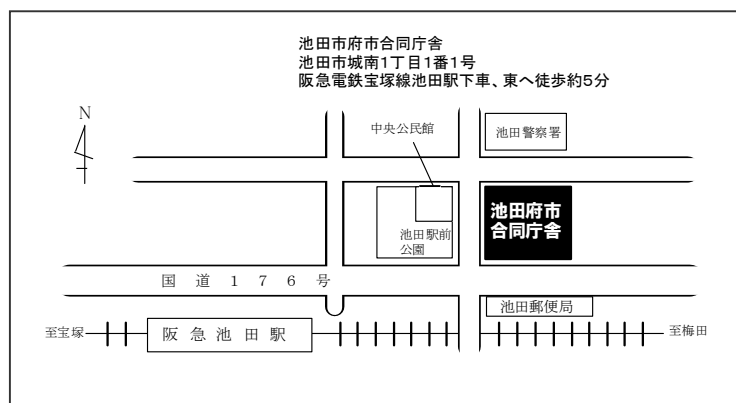 池田市府市合同庁舎
池田市城南1丁目1番1号
阪急電鉄宝塚線池田駅下車、東へ徒歩約5分
N
中央公民館
池田警察署
池田府市
合同庁舎
池田駅前
公園
国道176号
池田郵便局
至宝塚
阪急池田駅
至梅田